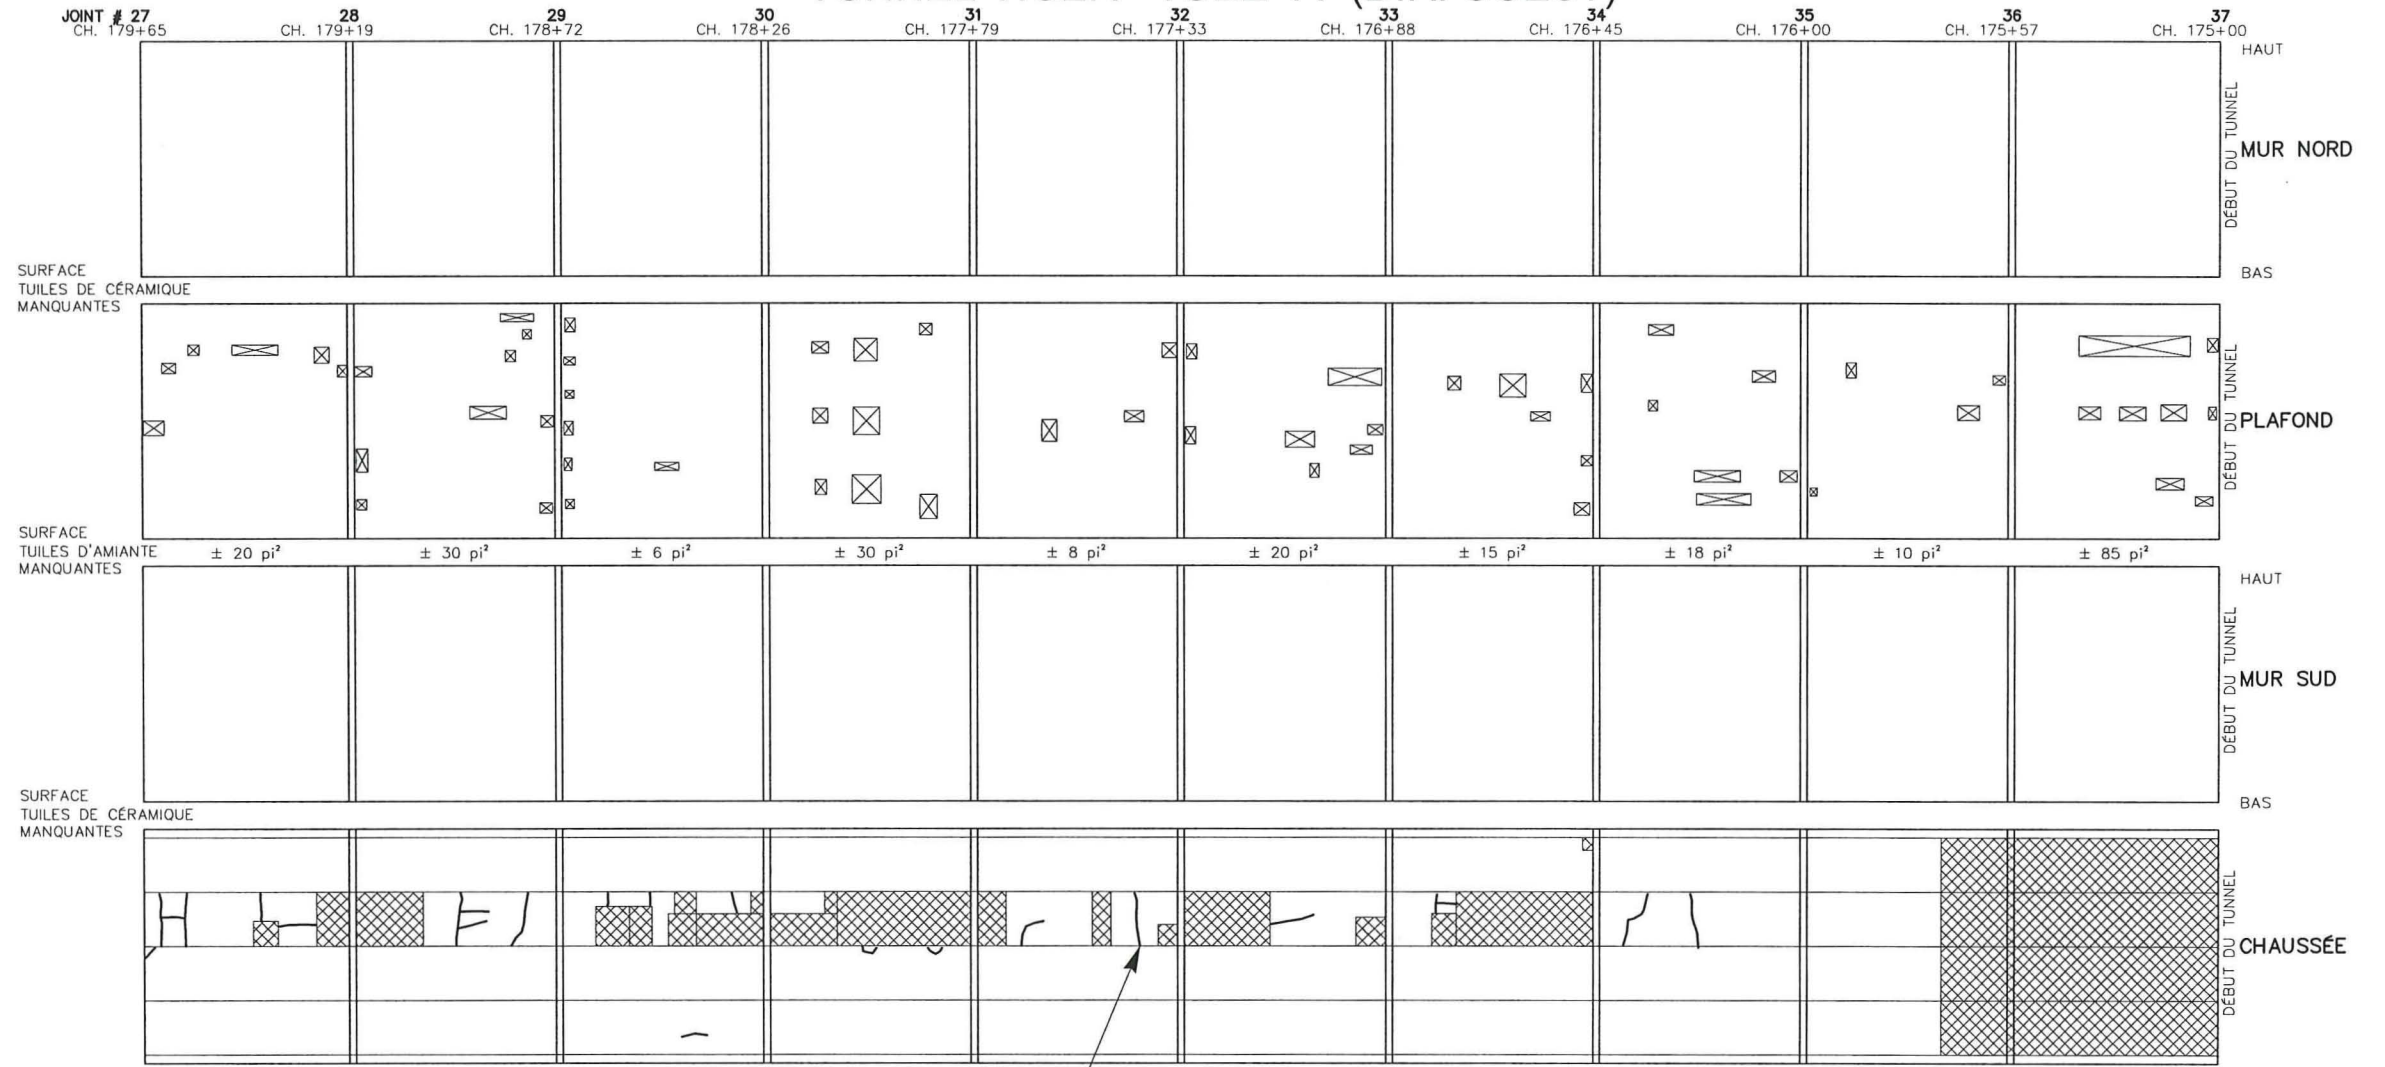 JOINT # 27 28 29 30 31 32 33 34 35 36 37
CH. 179+65 CH. 179+19 CH. 178+72 CH. 178+26 CH. 177+79 CH. 177+33 CH. 176+88 CH. 176+45 CH. 176+00 CH. 175+57 CH. 175+00
HAUT
DÉBUT DU TUNNEL
MUR NORD
BAS
SURFACE
TUILES DE CÉRAMIQUE
MANQUANTES
DÉBUT DU TUNNEL
PLAFOND
SURFACE
TUILES D'AMIANTE ± 20 pi² ± 30 pi² ± 6 pi² ± 30 pi² ± 8 pi² ± 20 pi² ± 15 pi² ± 18 pi² ± 10 pi² ± 85 pi²
MANQUANTES
HAUT
DÉBUT DU TUNNEL
MUR SUD
BAS
SURFACE
TUILES DE CÉRAMIQUE
MANQUANTES
DÉBUT DU TUNNEL
CHAUSSÉE